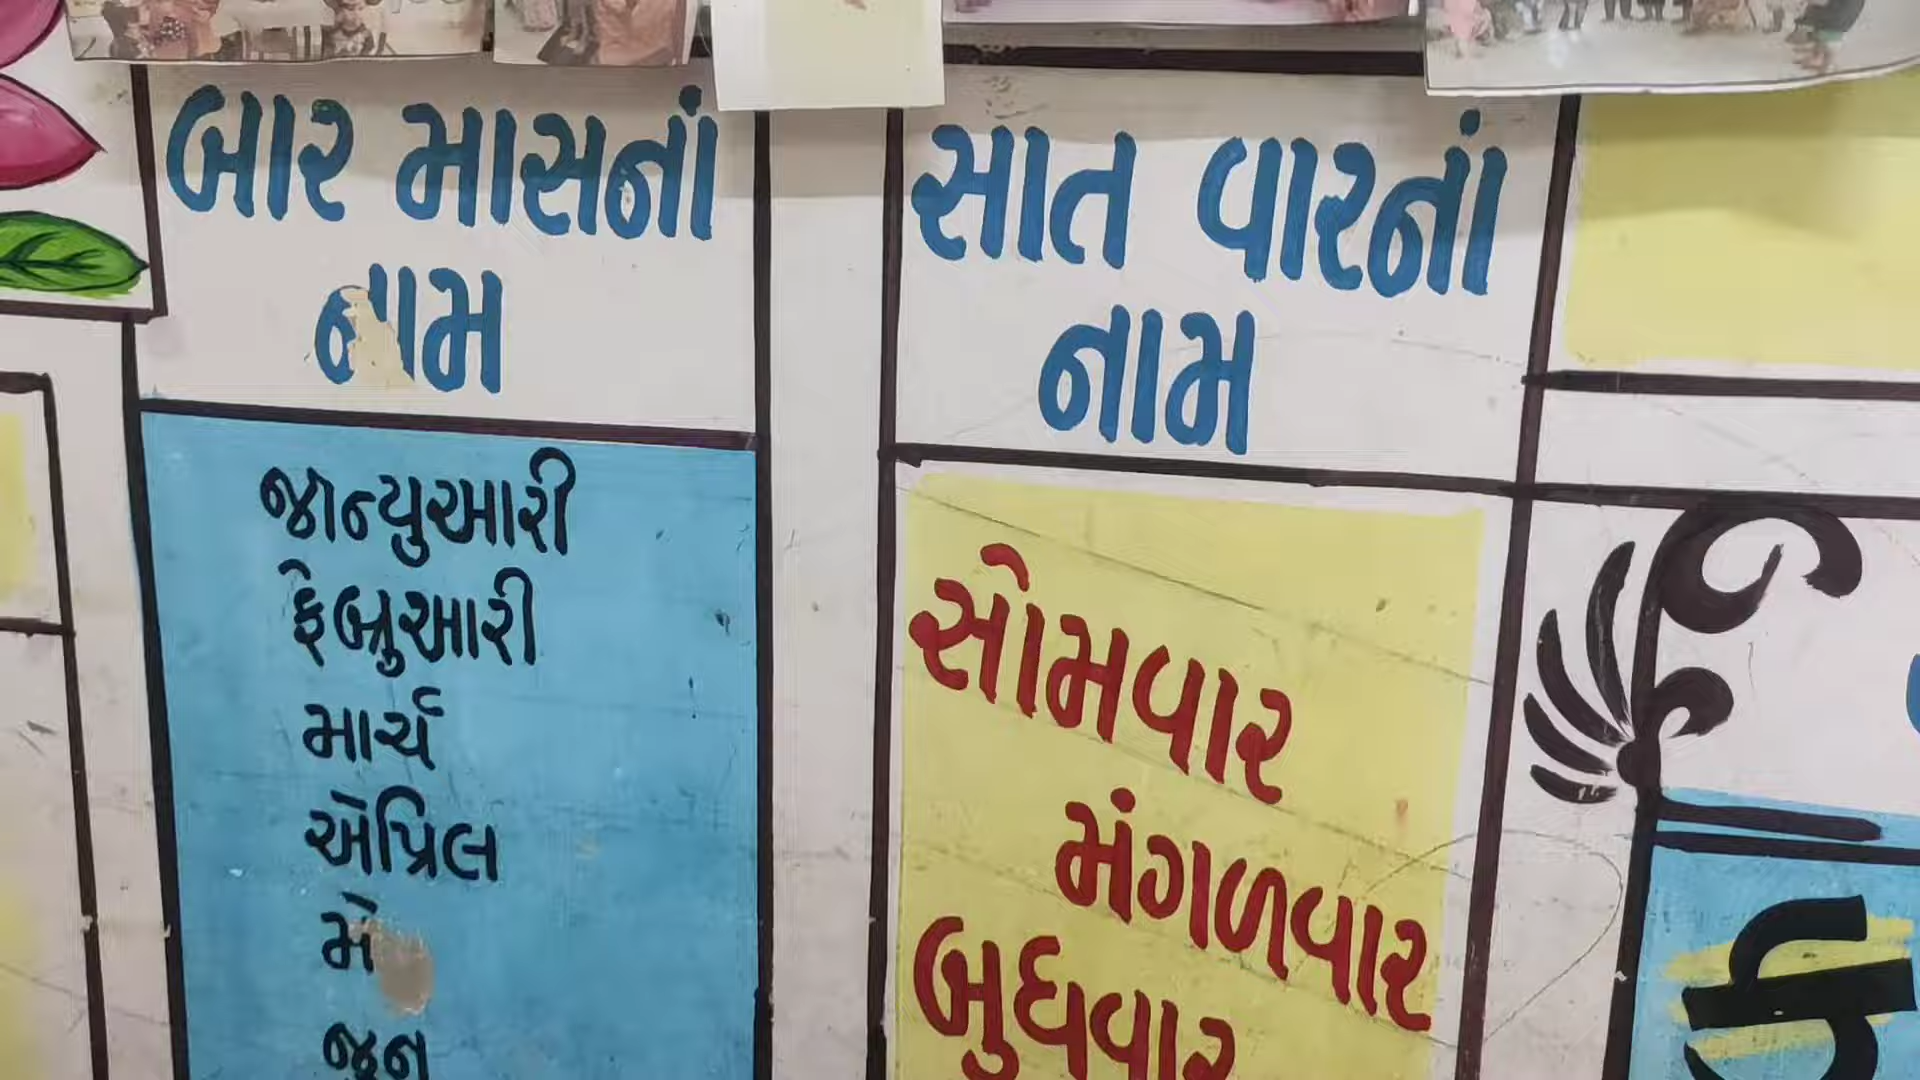 બાર માસનાં
નામ
જાન્યુઆરી
ફેબ્રુઆરી
માર્ચ
એપ્રિલ
મે
જૂન
સાત વારનાં
નામ
સોમવાર
મંગળવાર
બુધવાર